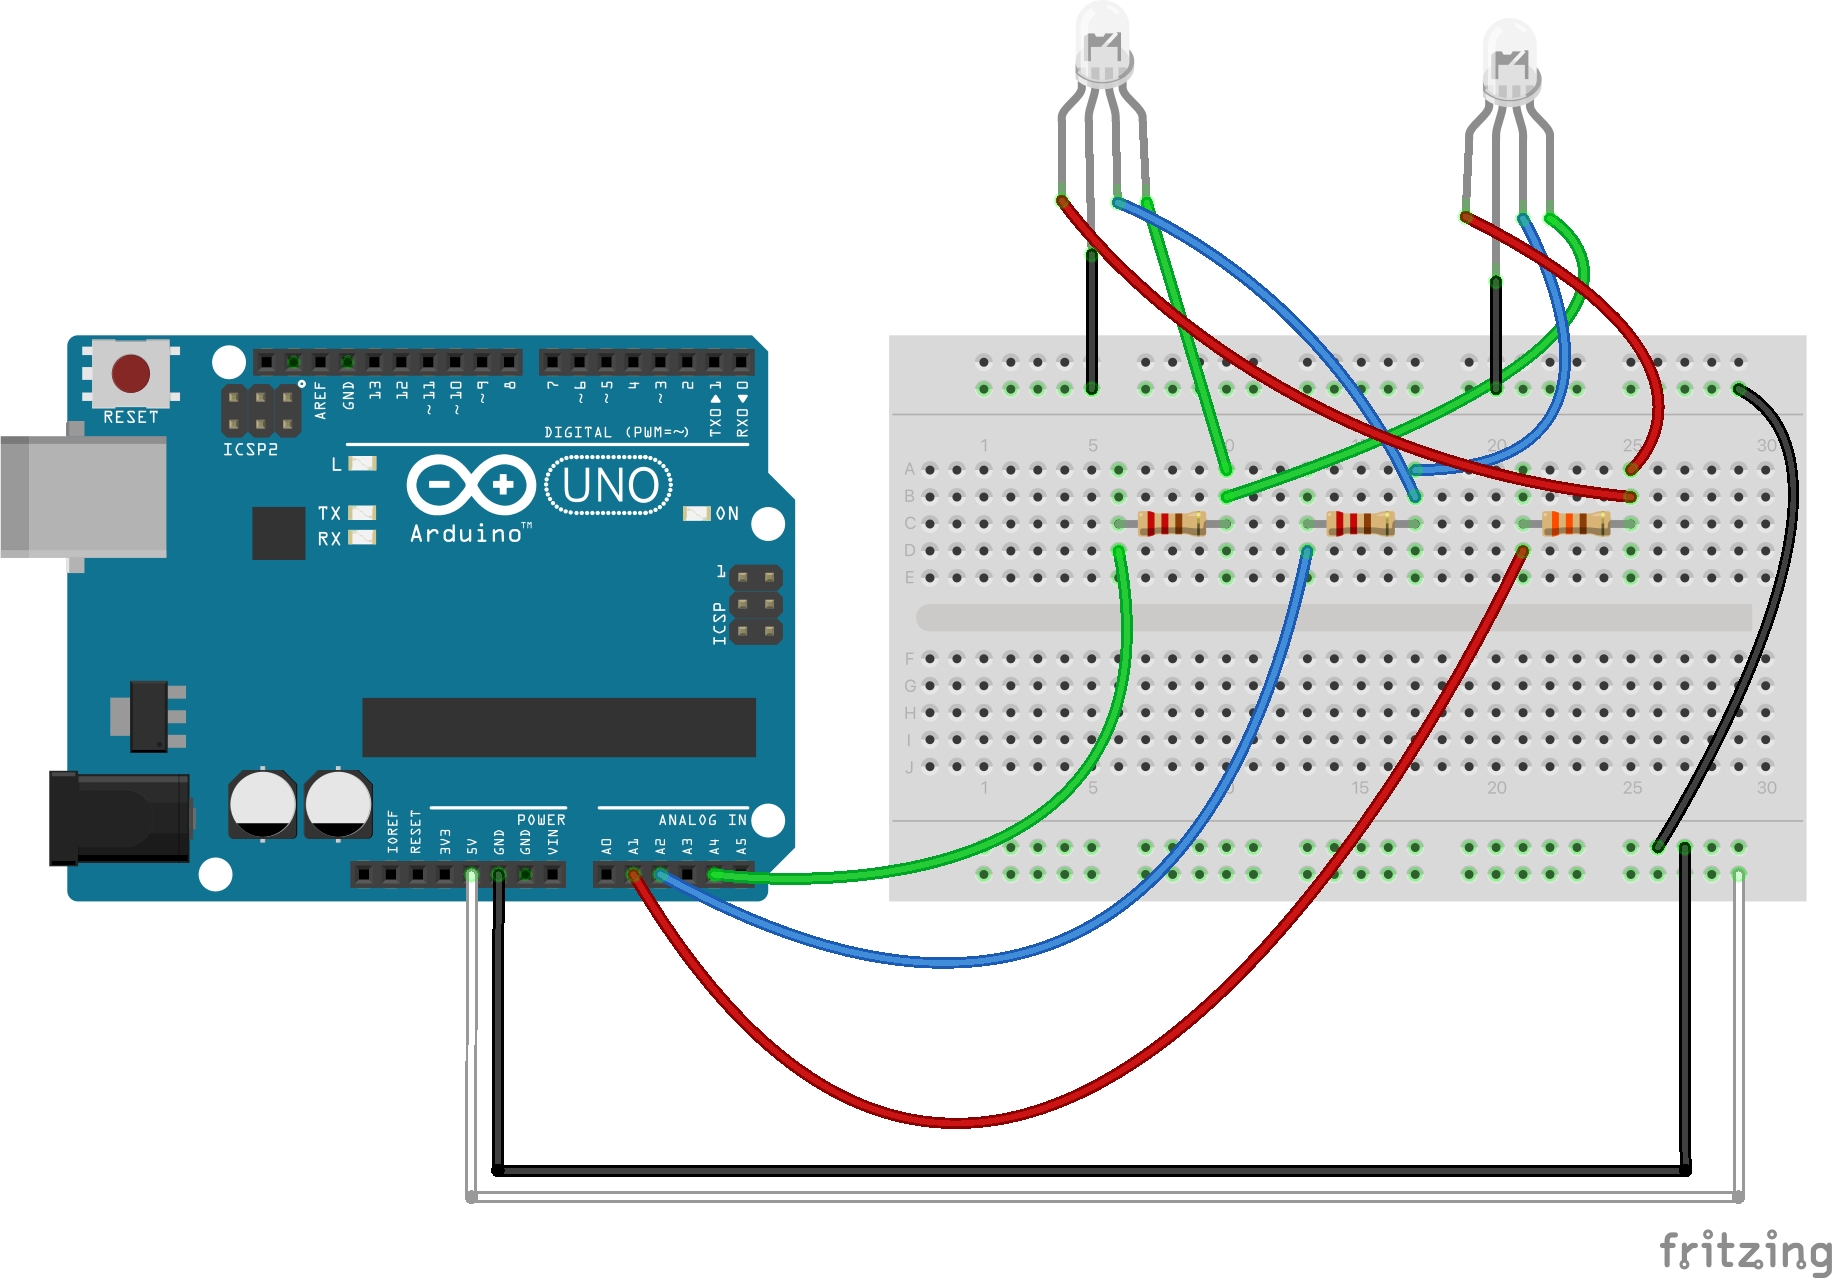 RESET
ICSP2
AREF
GND
13
12
~11
~10
~9
8
7
~6
~5
4
~3
2
TX0▶1
RX0◀0
DIGITAL (PWM=~)
L
TX
RX
UNO
Arduino™
ON
1
ICSP
POWER
ANALOG IN
IOREF
RESET
3V3
5V
GND
GND
VIN
A0
A1
A2
A3
A4
A5
1 5 20 25 30
A
B
C
D
E
F
G
H
I
J
1 5 15 20 25 30
fritzing